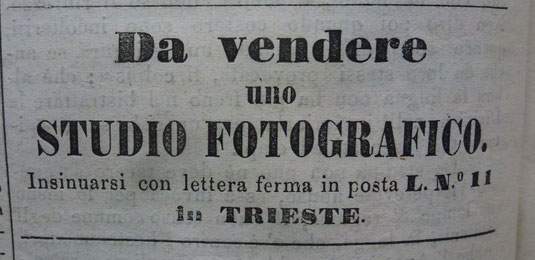 Da vendere
uno
STUDIO FOTOGRAFICO.
Insinuarsi con lettera ferma in posta L. N.º 11
in TRIESTE.